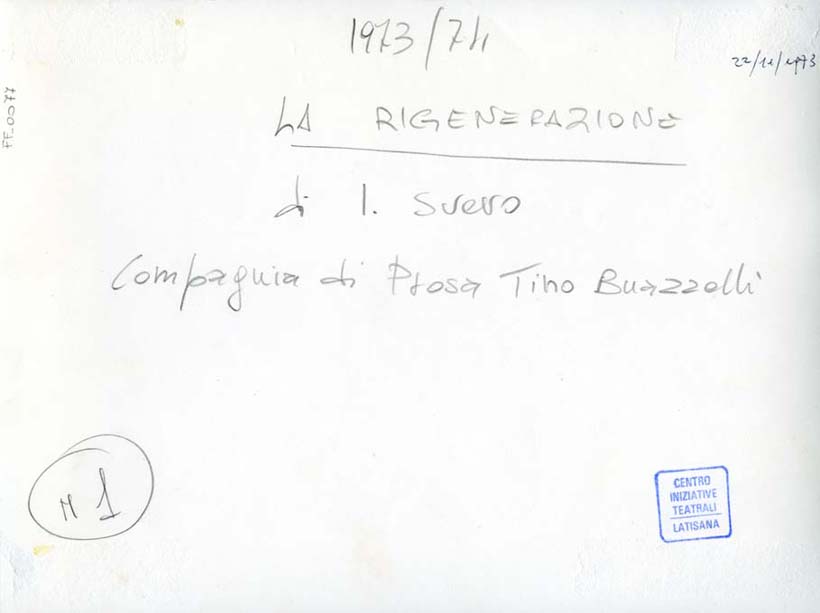 1973/74
22/11/1973
FF_0077
LA RIGENERAZIONE
di I. Svevo
Compagnia di Prosa Tino Buazzelli
N 1
CENTRO
INIZIATIVE
TEATRALI
LATISANA